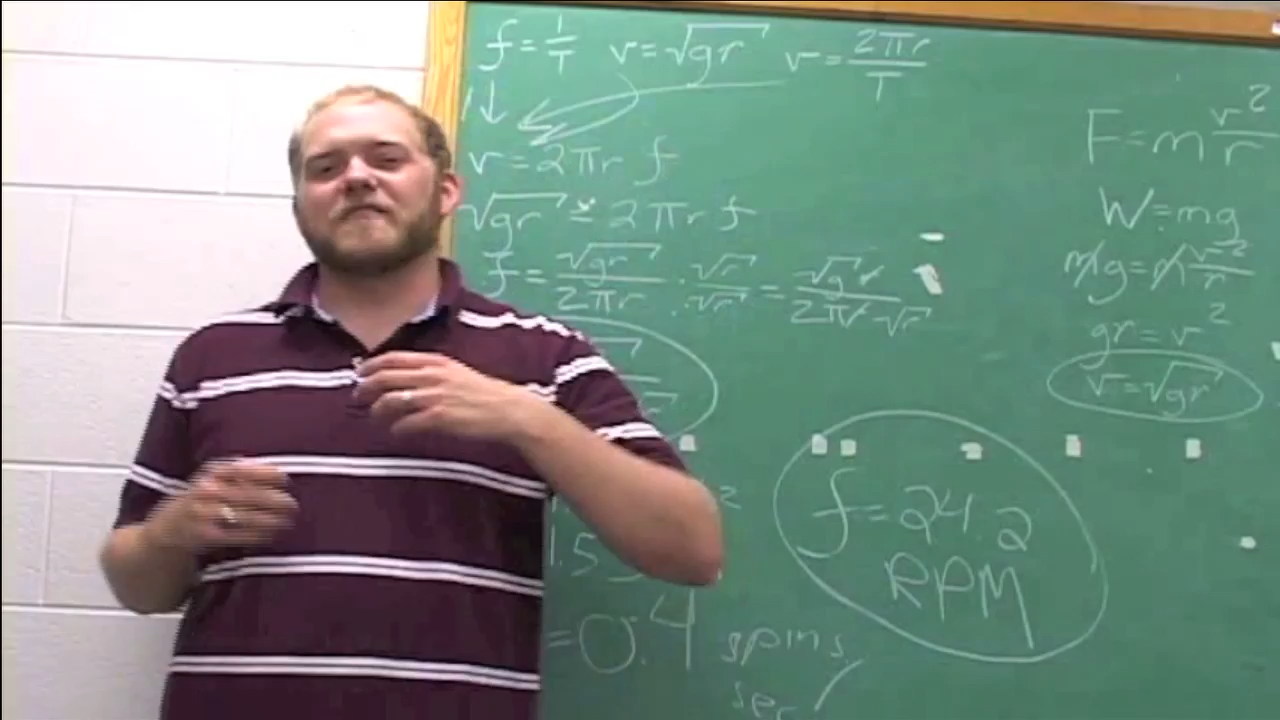 f = 1/T v = √gr v = 2πr/T
v = 2πr f
√gr = 2πr f
f = √gr/2πr · √r/√r = √g r/2πr √r
F = m v²/r
W = mg
mg = m v²/r
gr = v²
v = √gr
f = 24.2
RPM
= 0.4 spins/
sec